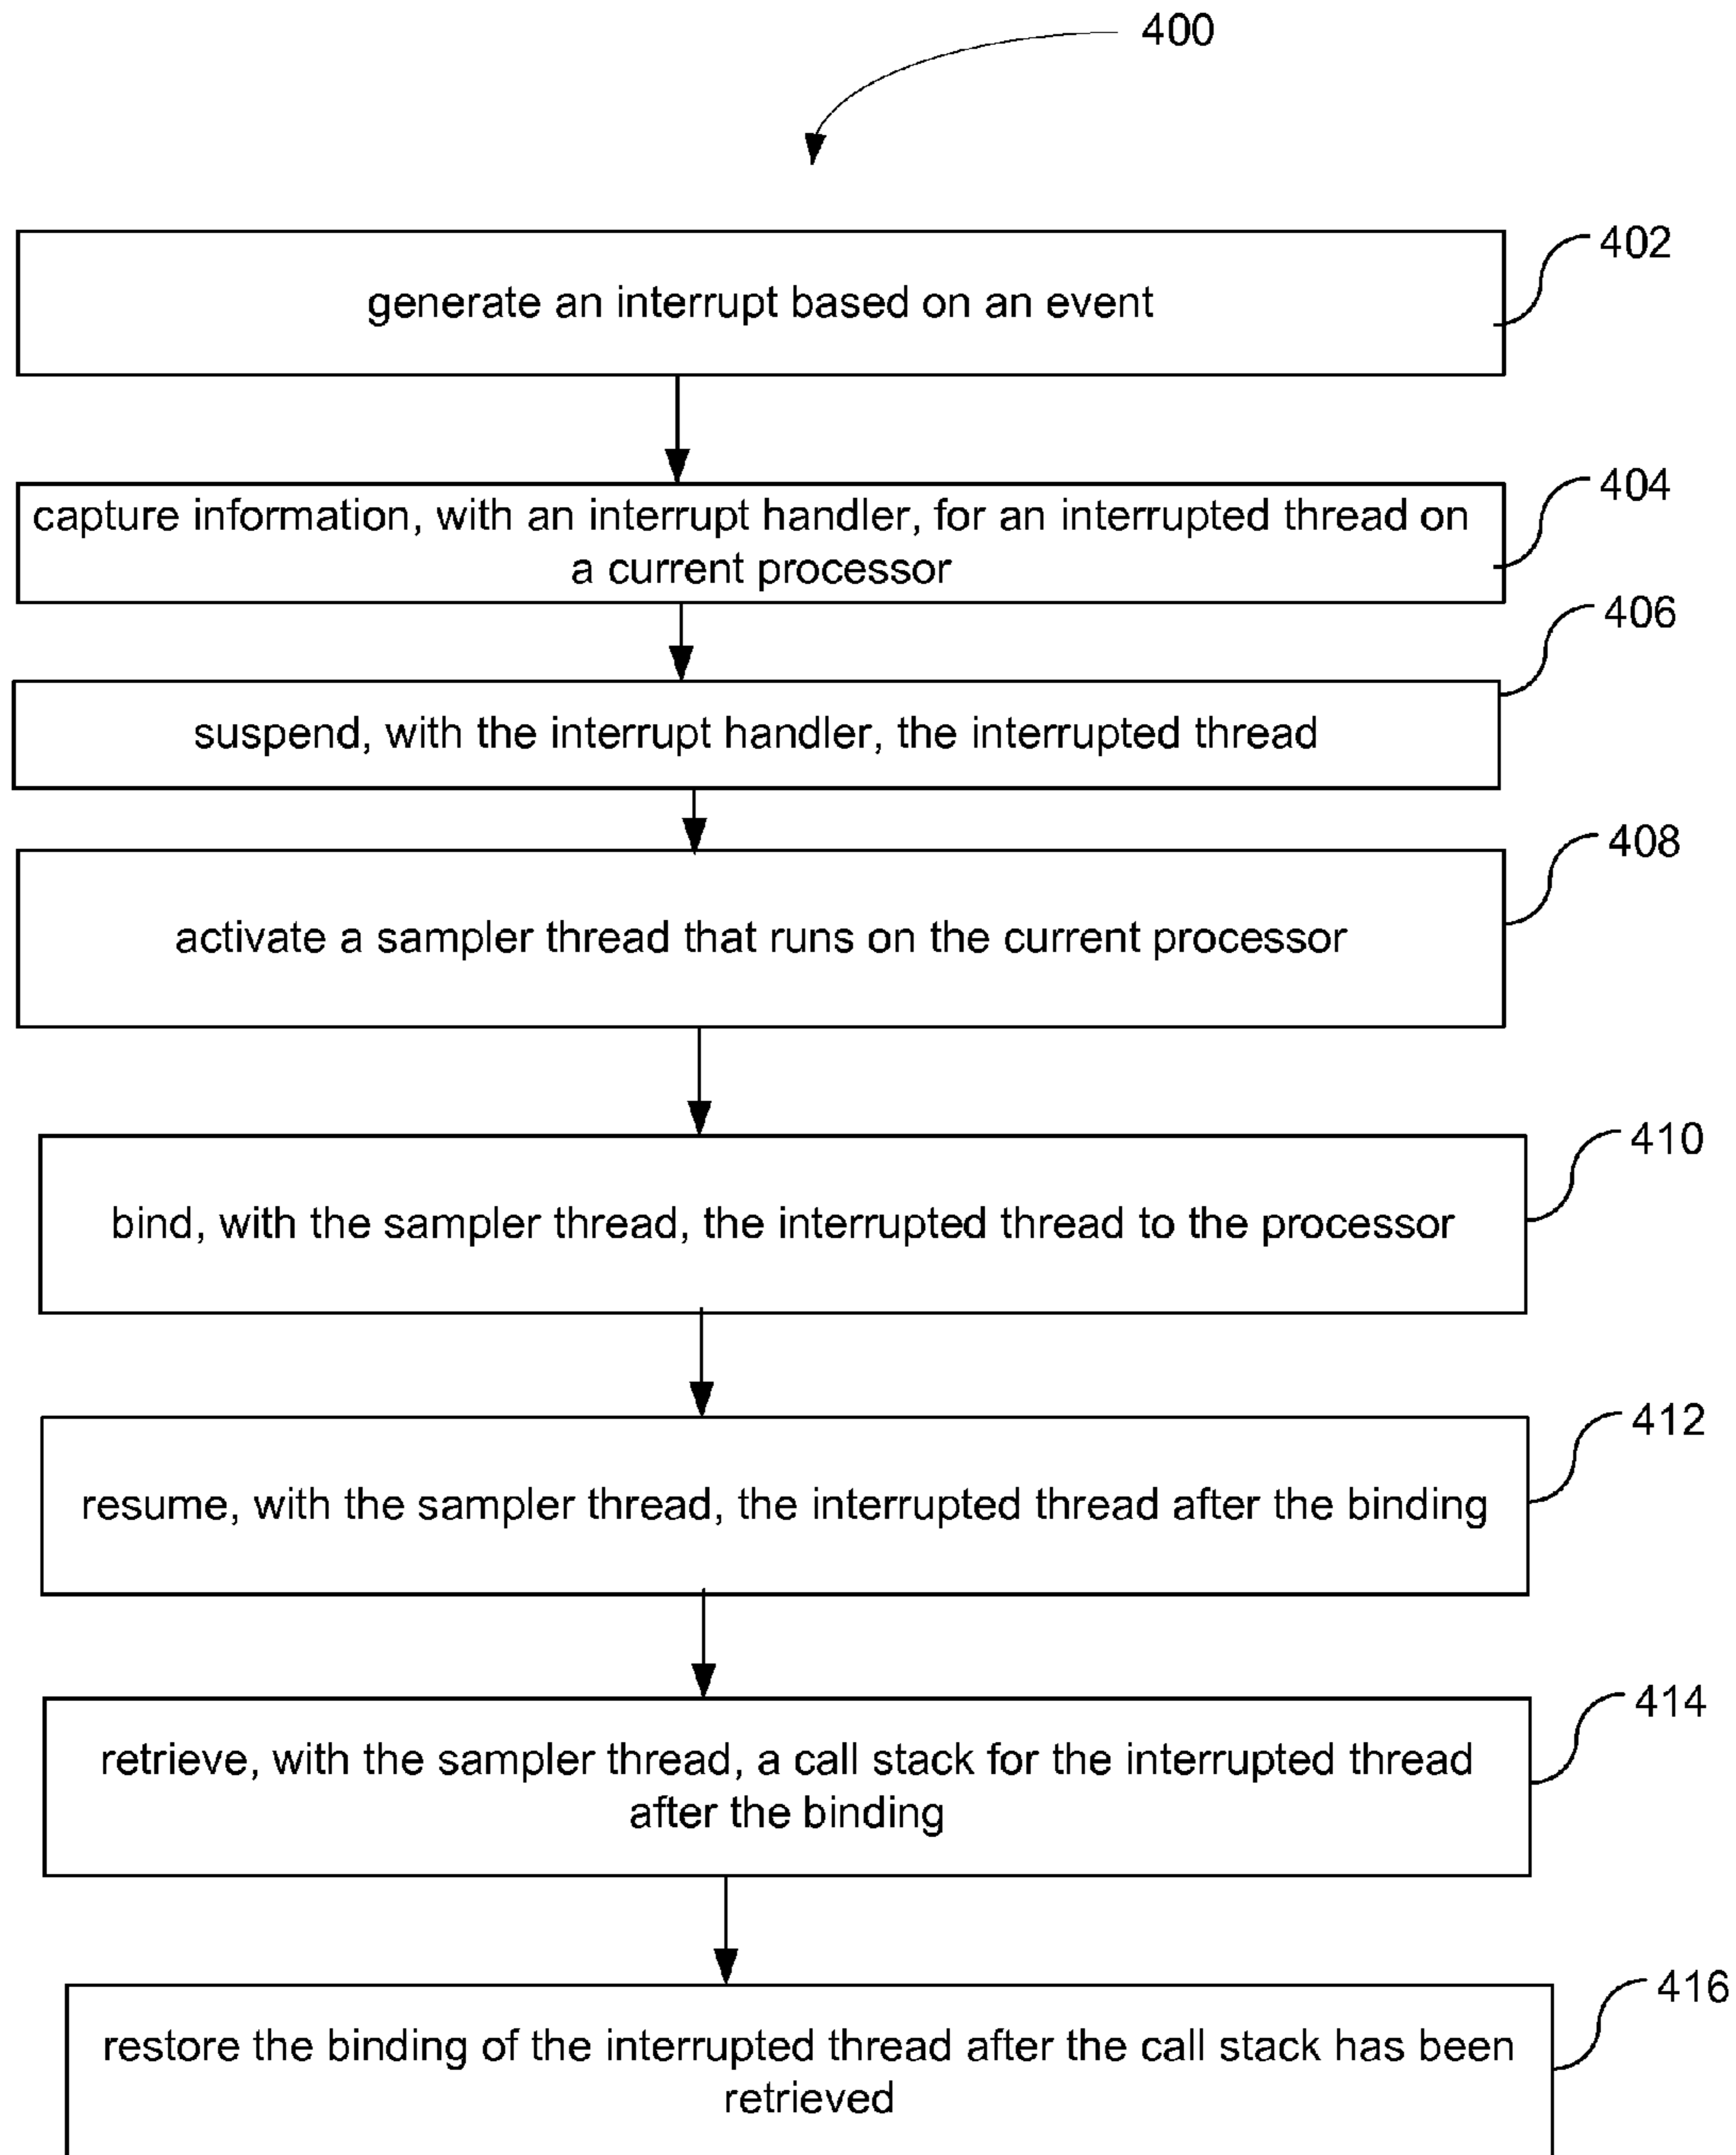 400
402
generate an interrupt based on an event
404
capture information, with an interrupt handler, for an interrupted thread on
a current processor
406
suspend, with the interrupt handler, the interrupted thread
408
activate a sampler thread that runs on the current processor
410
bind, with the sampler thread, the interrupted thread to the processor
412
resume, with the sampler thread, the interrupted thread after the binding
414
retrieve, with the sampler thread, a call stack for the interrupted thread
after the binding
416
restore the binding of the interrupted thread after the call stack has been
retrieved